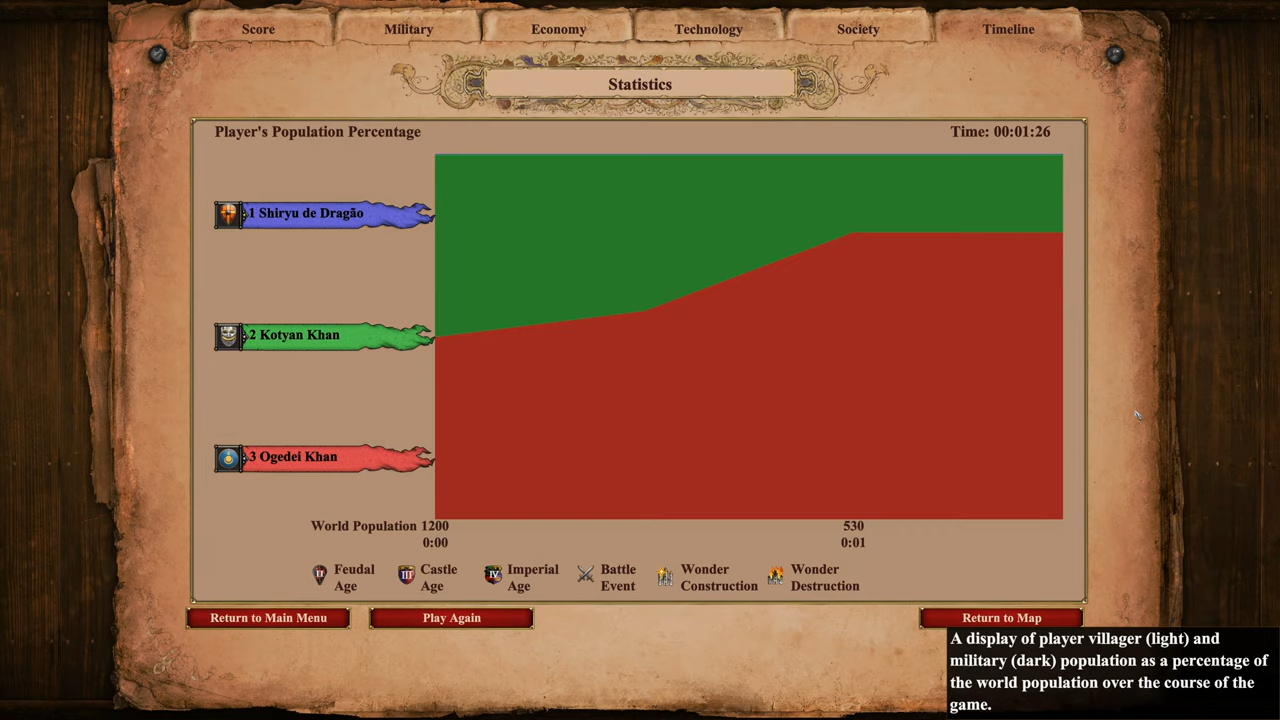 Score Military Economy Technology Society Timeline
Statistics
Player's Population Percentage
Time: 00:01:26
1 Shiryu de Dragão
2 Kotyan Khan
3 Ogedei Khan
World Population 1200 530
0:00 0:01
II Feudal Age
III Castle Age
IV Imperial Age
Battle Event
Wonder Construction
Wonder Destruction
Return to Main Menu
Play Again
Return to Map
A display of player villager (light) and
military (dark) population as a percentage of
the world population over the course of the
game.